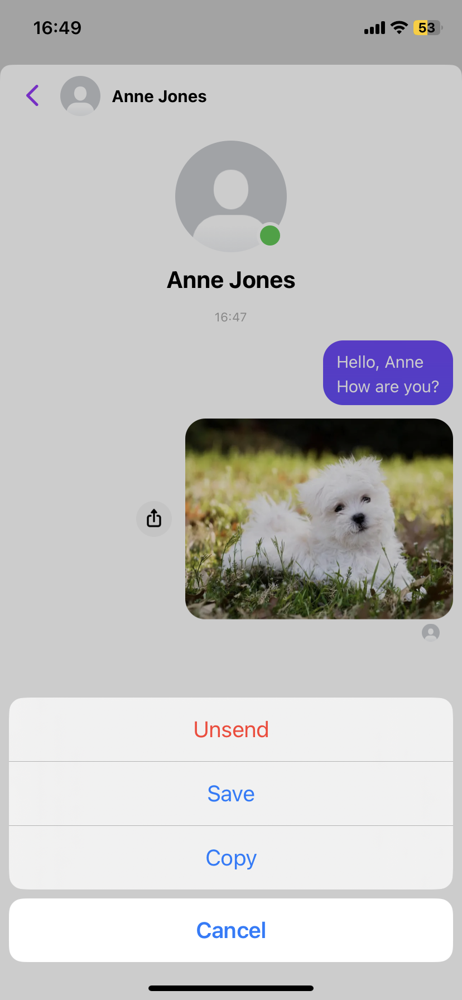 16:49
53
Anne Jones
Anne Jones
16:47
Hello, Anne
How are you?
Unsend
Save
Copy
Cancel